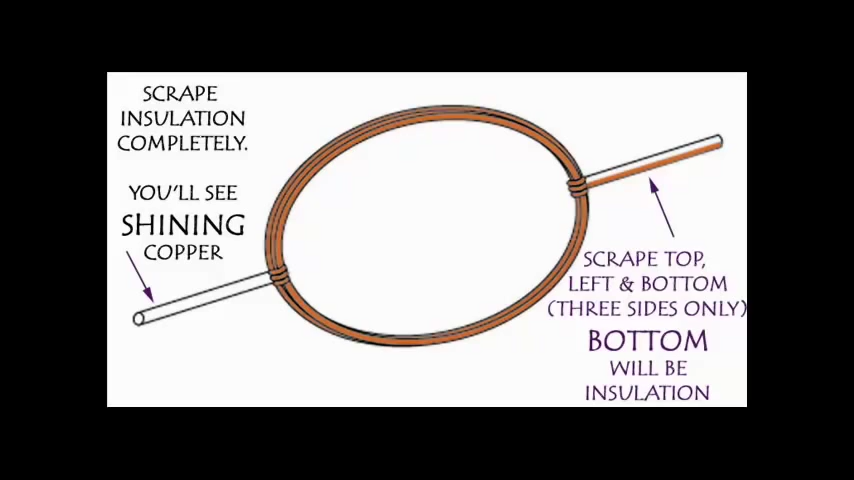 SCRAPE
INSULATION
COMPLETELY.
YOU'LL SEE
SHINING
COPPER
SCRAPE TOP,
LEFT & BOTTOM
(THREE SIDES ONLY)
BOTTOM
WILL BE
INSULATION